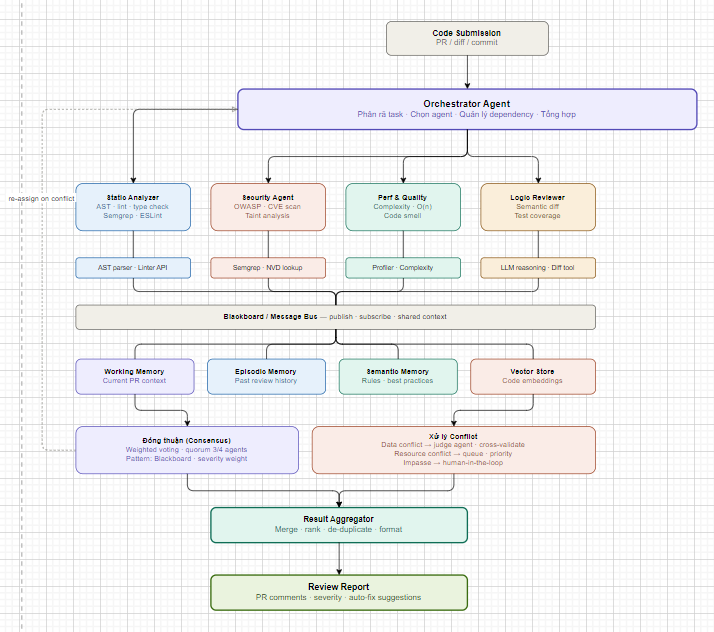 Code Submission
PR / diff / commit
Orchestrator Agent
Phân rã task · Chọn agent · Quản lý dependency · Tổng hợp
re-assign on conflict
Static Analyzer
AST · lint · type check
Semgrep · ESLint
Security Agent
OWASP · CVE scan
Taint analysis
Perf & Quality
Complexity · O(n)
Code smell
Logic Reviewer
Semantic diff
Test coverage
AST parser · Linter API
Semgrep · NVD lookup
Profiler · Complexity
LLM reasoning · Diff tool
Blackboard / Message Bus — publish · subscribe · shared context
Working Memory
Current PR context
Episodic Memory
Past review history
Semantic Memory
Rules · best practices
Vector Store
Code embeddings
Đồng thuận (Consensus)
Weighted voting · quorum 3/4 agents
Pattern: Blackboard · severity weight
Xử lý Conflict
Data conflict → judge agent · cross-validate
Resource conflict → queue · priority
Impasse → human-in-the-loop
Result Aggregator
Merge · rank · de-duplicate · format
Review Report
PR comments · severity · auto-fix suggestions